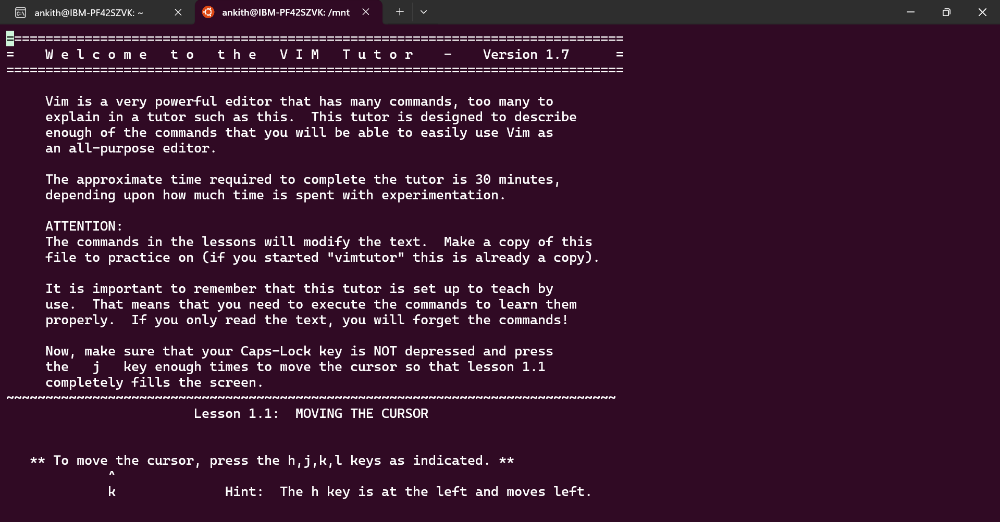 ankith@IBM-PF42SZVK: ~
ankith@IBM-PF42SZVK: /mnt
===============================================================================
=    W e l c o m e   t o   t h e   V I M   T u t o r    -    Version 1.7      =
===============================================================================
Vim is a very powerful editor that has many commands, too many to
explain in a tutor such as this.  This tutor is designed to describe
enough of the commands that you will be able to easily use Vim as
an all-purpose editor.
The approximate time required to complete the tutor is 30 minutes,
depending upon how much time is spent with experimentation.
ATTENTION:
The commands in the lessons will modify the text.  Make a copy of this
file to practice on (if you started "vimtutor" this is already a copy).
It is important to remember that this tutor is set up to teach by
use.  That means that you need to execute the commands to learn them
properly.  If you only read the text, you will forget the commands!
Now, make sure that your Caps-Lock key is NOT depressed and press
the   j   key enough times to move the cursor so that lesson 1.1
completely fills the screen.
~~~~~~~~~~~~~~~~~~~~~~~~~~~~~~~~~~~~~~~~~~~~~~~~~~~~~~~~~~~~~~~~~~~~~~~~~~~~~~
Lesson 1.1:  MOVING THE CURSOR
** To move the cursor, press the h,j,k,l keys as indicated. **
^
k              Hint:  The h key is at the left and moves left.